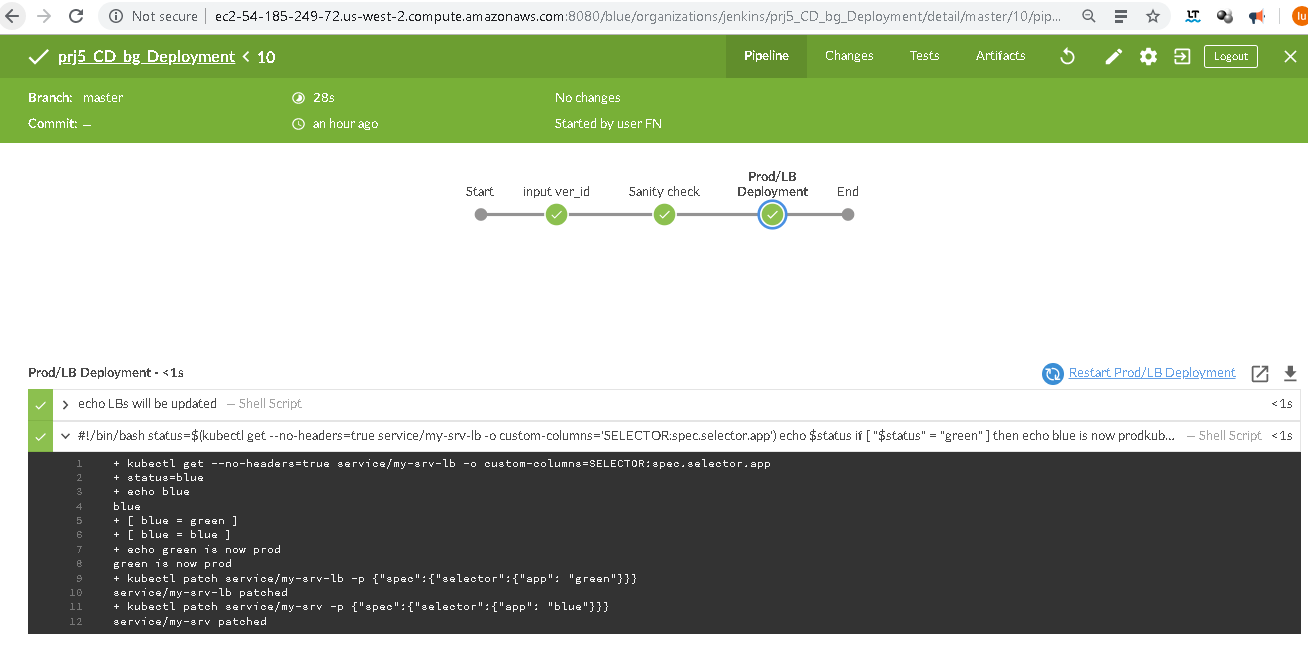 Not secure | ec2-54-185-249-72.us-west-2.compute.amazonaws.com:8080/blue/organizations/jenkins/prj5_CD_bg_Deployment/detail/master/10/pip...
LT
lu
prj5_CD_bg_Deployment < 10
Pipeline Changes Tests Artifacts Logout
Branch: master 28s No changes
Commit: — an hour ago Started by user FN
Start input ver_id Sanity check Prod/LB Deployment End
Prod/LB Deployment - <1s Restart Prod/LB Deployment
echo LBs will be updated — Shell Script <1s
#!/bin/bash status=$(kubectl get --no-headers=true service/my-srv-lb -o custom-columns='SELECTOR:spec.selector.app') echo $status if [ "$status" = "green" ] then echo blue is now prodkub... — Shell Script <1s
1 + kubectl get --no-headers=true service/my-srv-lb -o custom-columns=SELECTOR:spec.selector.app
2 + status=blue
3 + echo blue
4 blue
5 + [ blue = green ]
6 + [ blue = blue ]
7 + echo green is now prod
8 green is now prod
9 + kubectl patch service/my-srv-lb -p {"spec":{"selector":{"app": "green"}}}
10 service/my-srv-lb patched
11 + kubectl patch service/my-srv -p {"spec":{"selector":{"app": "blue"}}}
12 service/my-srv patched